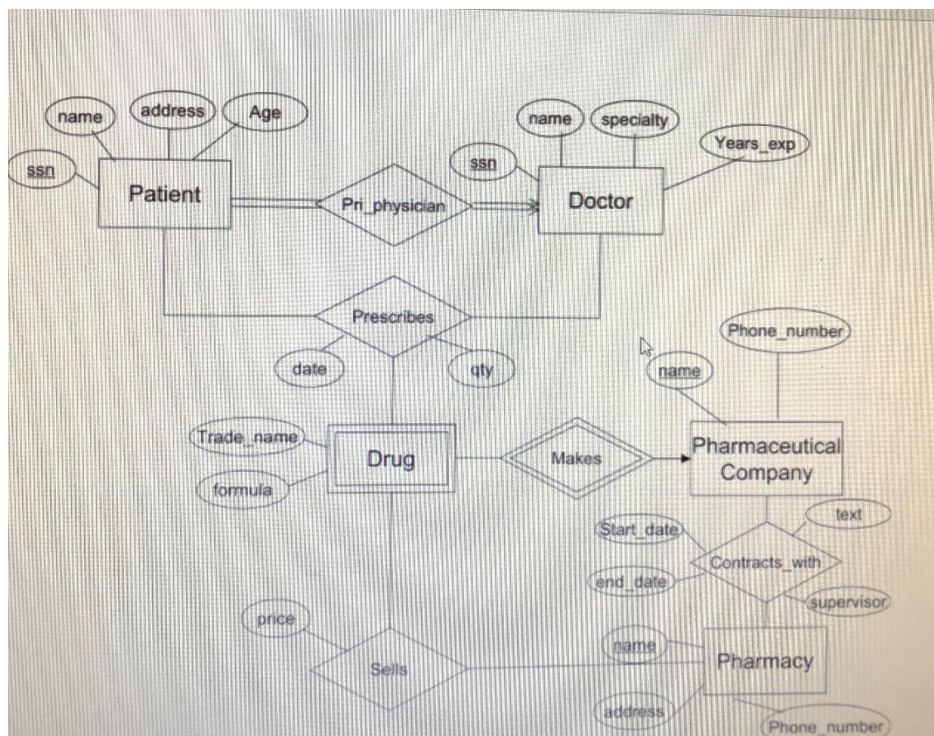 name
address
Age
ssn
Patient
Pri_physician
name
specialty
ssn
Years_exp
Doctor
Prescribes
date
qty
Phone_number
name
Trade_name
formula
Drug
Makes
Pharmaceutical
Company
text
Start_date
end_date
Contracts_with
supervisor
price
Sells
name
Pharmacy
address
Phone_number